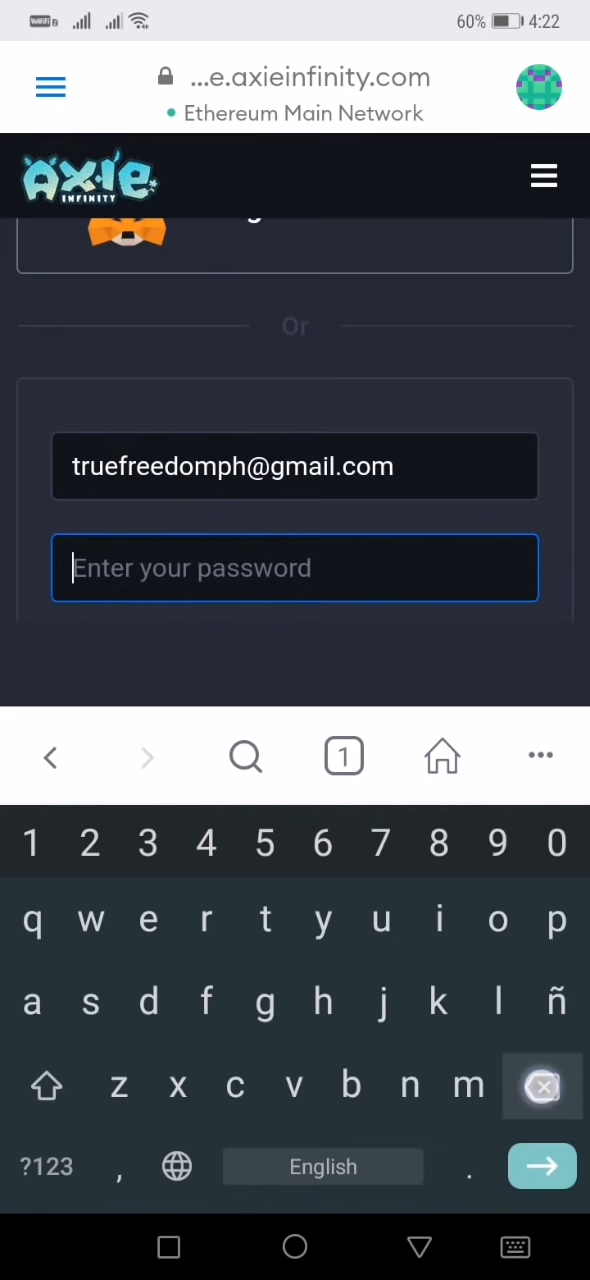 60% 4:22
...e.axieinfinity.com
Ethereum Main Network
AXIE
INFINITY
Or
truefreedomph@gmail.com
Enter your password
1
1 2 3 4 5 6 7 8 9 0
q w e r t y u i o p
a s d f g h j k l ñ
z x c v b n m
?123 , English .